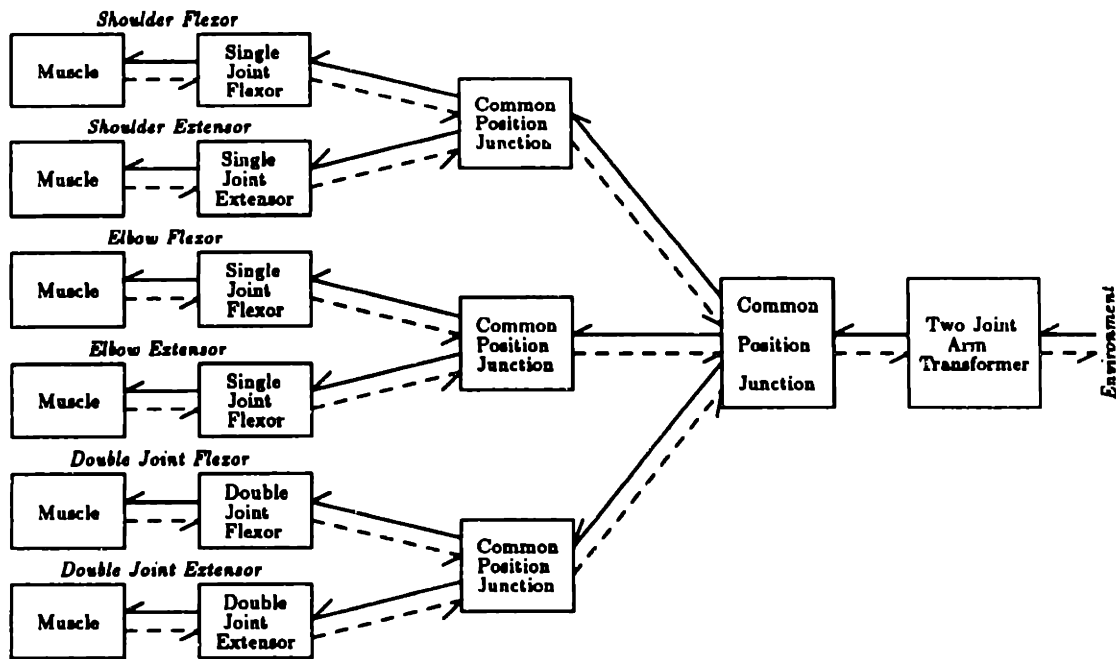 Shoulder Flexor
Muscle
Single
Joint
Flexor
Shoulder Extensor
Muscle
Single
Joint
Extensor
Common
Position
Junction
Elbow Flexor
Muscle
Single
Joint
Flexor
Elbow Extensor
Muscle
Single
Joint
Flexor
Common
Position
Junction
Double Joint Flexor
Muscle
Double
Joint
Flexor
Double Joint Extensor
Muscle
Double
Joint
Extensor
Common
Position
Junction
Common
Position
Junction
Two Joint
Arm
Transformer
Environment